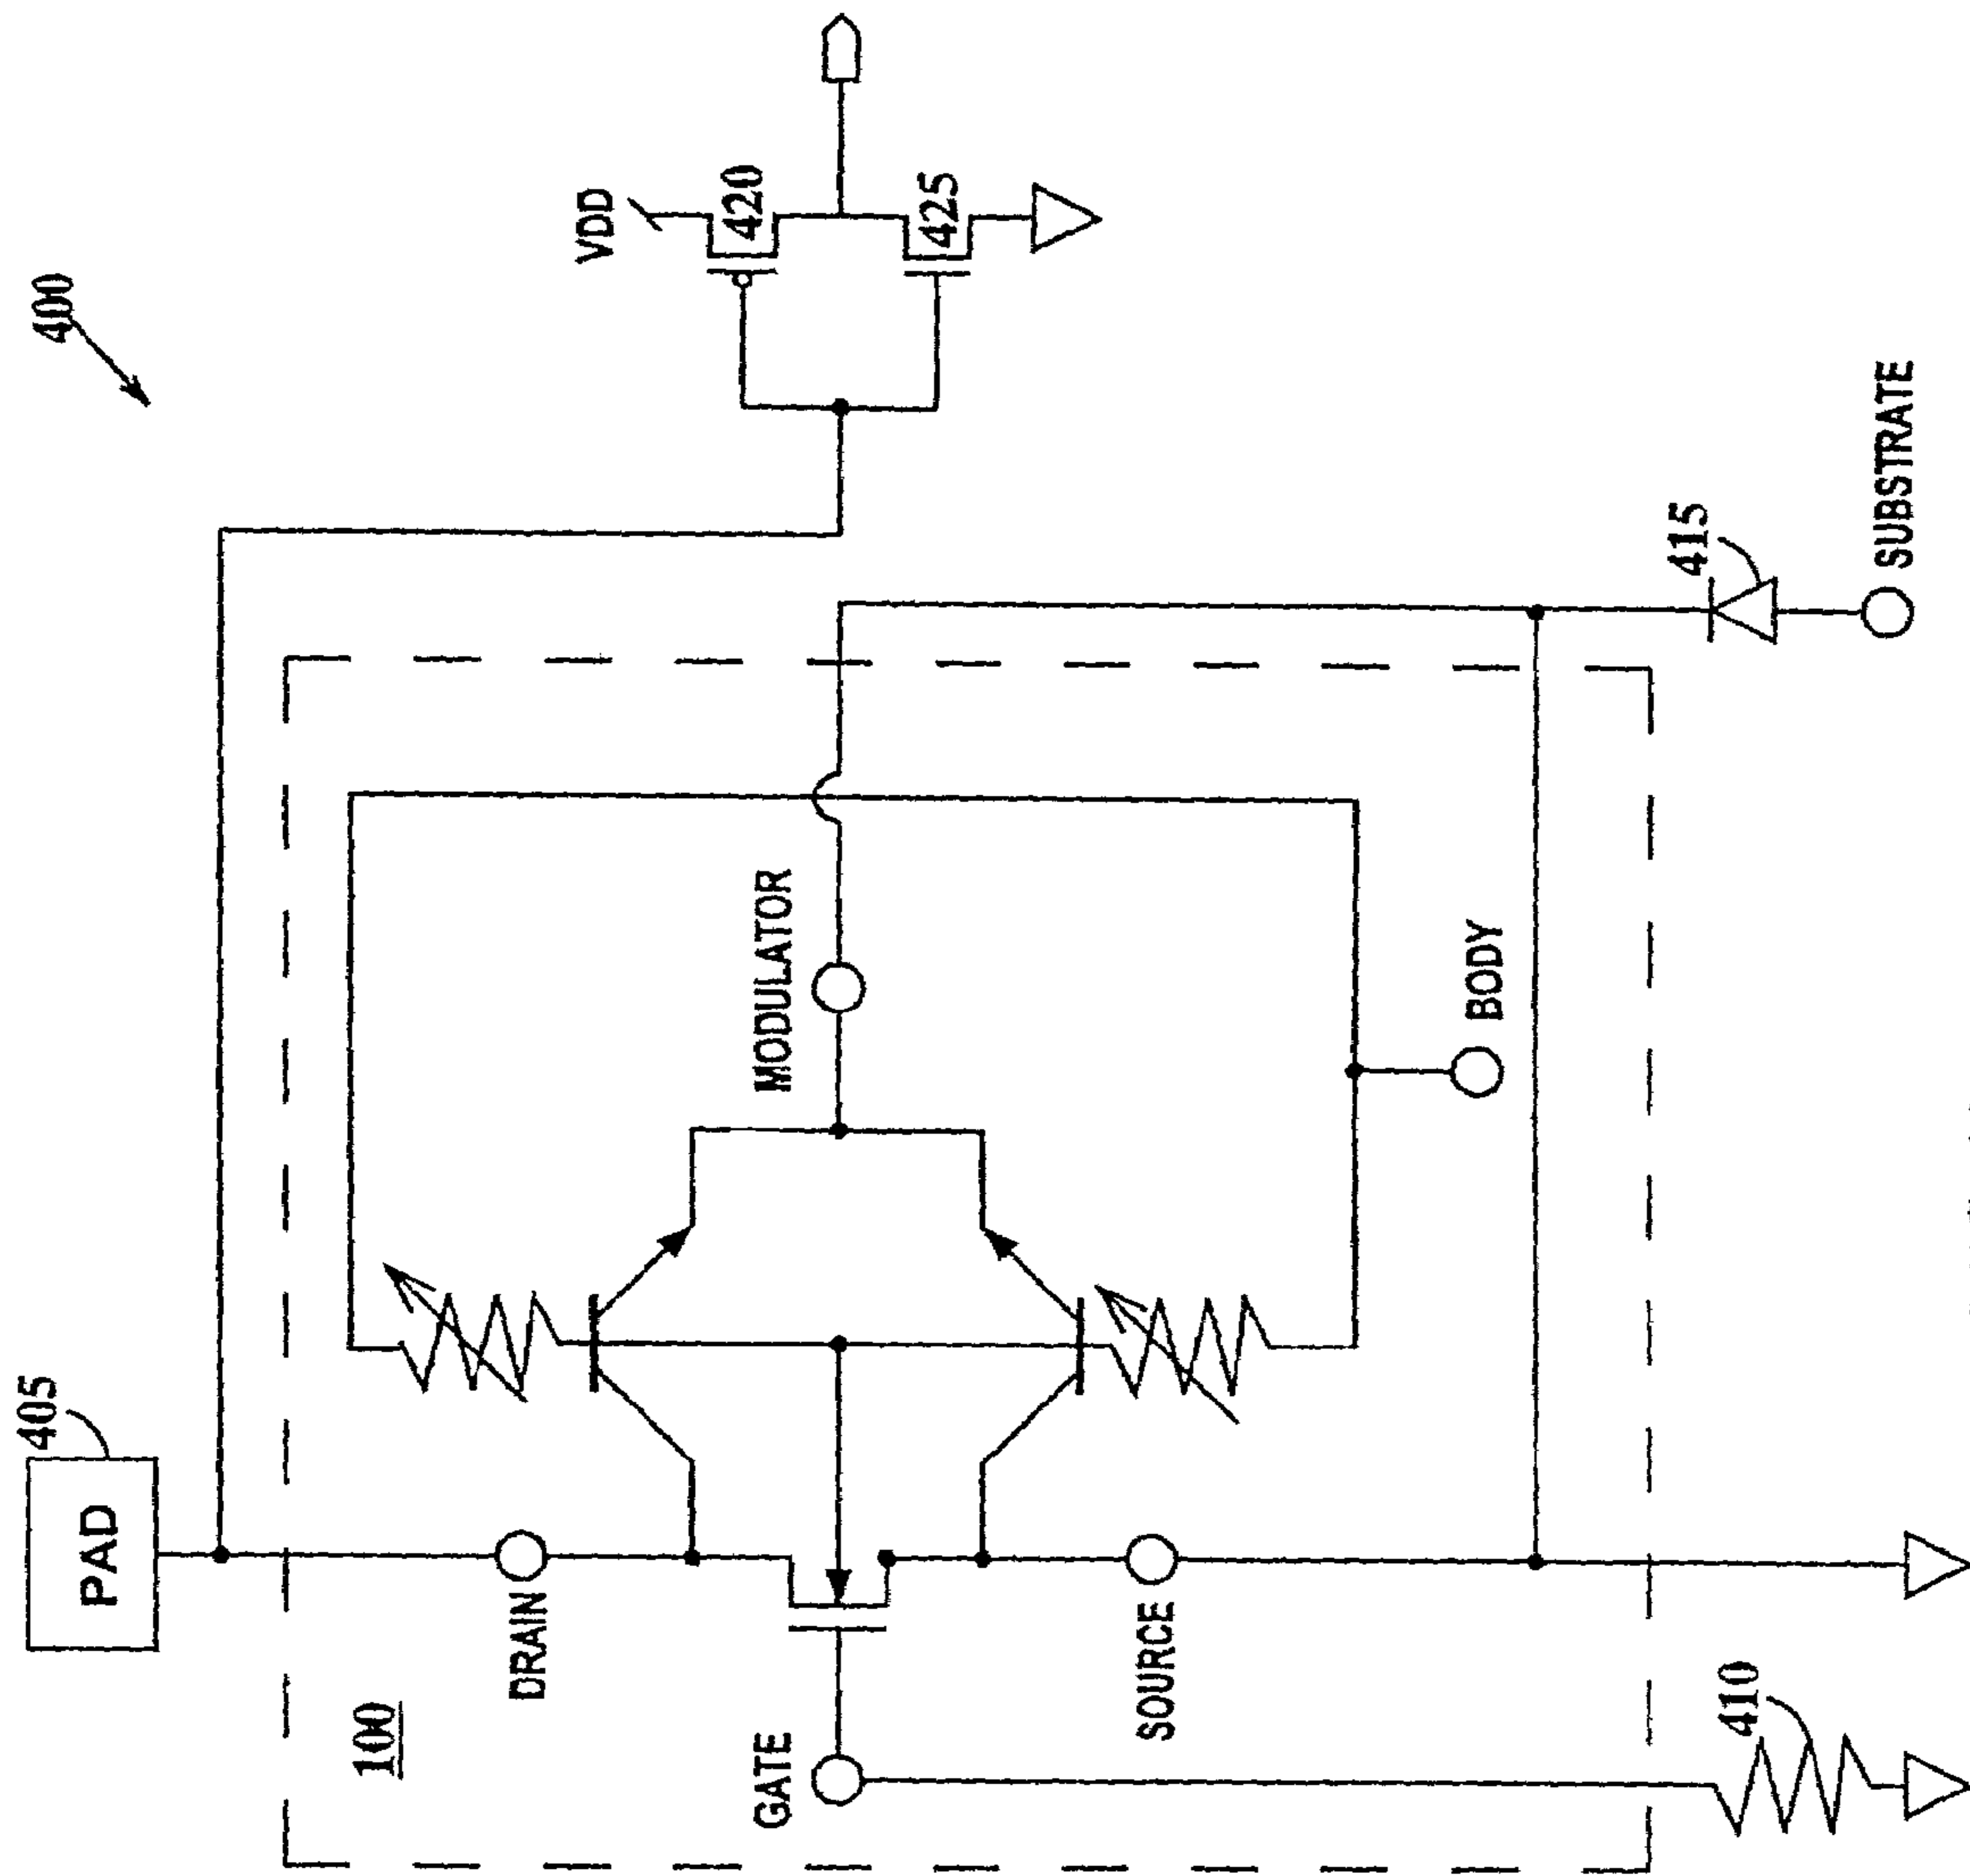 400
405
PAD
VDD
420
425
100
DRAIN
GATE
MODULATOR
SOURCE
BODY
410
415
SUBSTRATE